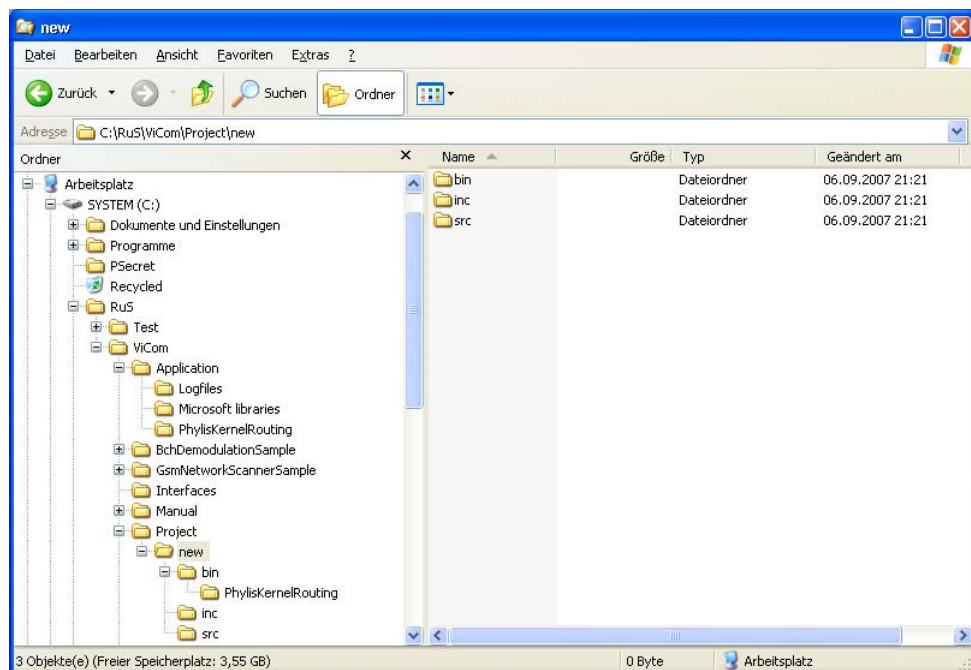 new
Datei Bearbeiten Ansicht Favoriten Extras ?
Zurück Suchen Ordner
Adresse C:\RuS\ViCom\Project\new
Ordner Name Größe Typ Geändert am
Arbeitsplatz bin Dateiordner 06.09.2007 21:21
SYSTEM (C:) inc Dateiordner 06.09.2007 21:21
Dokumente und Einstellungen src Dateiordner 06.09.2007 21:21
Programme
PSecret
Recycled
RuS
Test
ViCom
Application
Logfiles
Microsoft libraries
PhylisKernelRouting
BchDemodulationSample
GsmNetworkScannerSample
Interfaces
Manual
Project
new
bin
PhylisKernelRouting
inc
src
3 Objekte(e) (Freier Speicherplatz: 3,55 GB) 0 Byte Arbeitsplatz